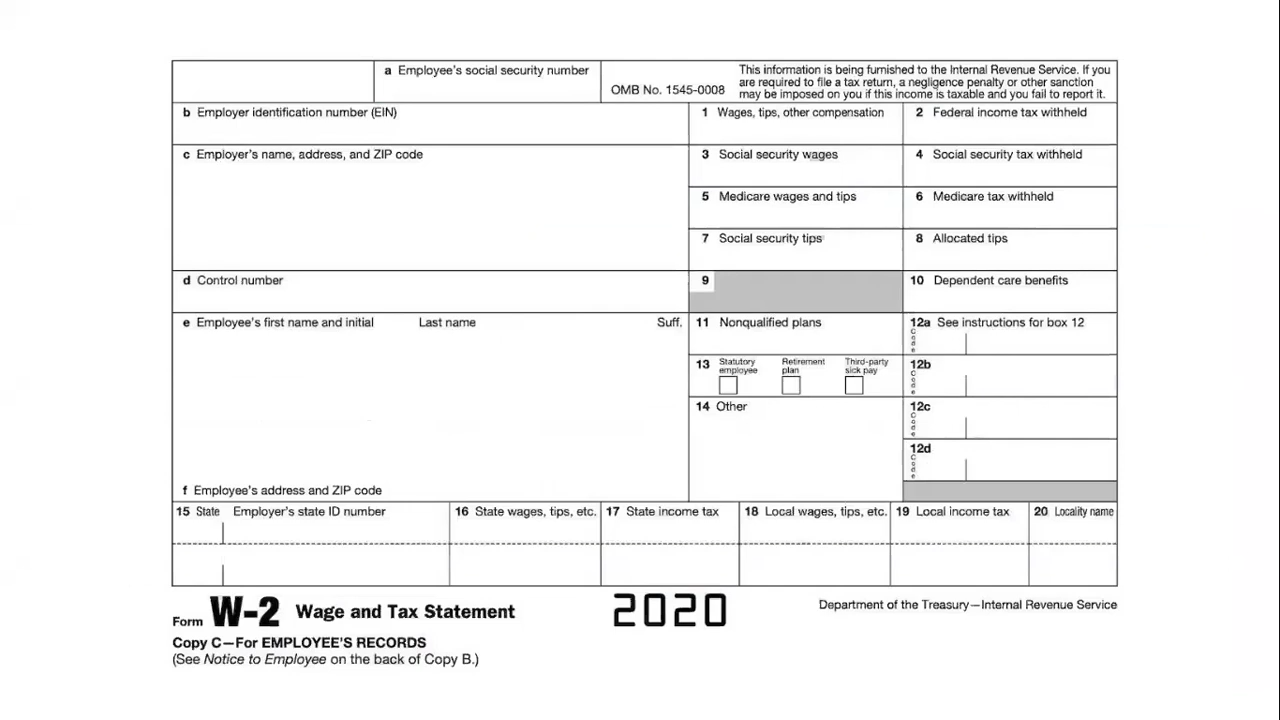 a Employee's social security number
OMB No. 1545-0008
This information is being furnished to the Internal Revenue Service. If you
are required to file a tax return, a negligence penalty or other sanction
may be imposed on you if this income is taxable and you fail to report it.
b Employer identification number (EIN)
1 Wages, tips, other compensation
2 Federal income tax withheld
c Employer's name, address, and ZIP code
3 Social security wages
4 Social security tax withheld
5 Medicare wages and tips
6 Medicare tax withheld
7 Social security tips
8 Allocated tips
d Control number
9
10 Dependent care benefits
e Employee's first name and initial
Last name
Suff.
11 Nonqualified plans
12a See instructions for box 12
Code
13
Statutory
employee
Retirement
plan
Third-party
sick pay
12b
Code
14 Other
12c
Code
12d
Code
f Employee's address and ZIP code
15 State
Employer's state ID number
16 State wages, tips, etc.
17 State income tax
18 Local wages, tips, etc.
19 Local income tax
20 Locality name
Form W-2 Wage and Tax Statement
2020
Department of the Treasury—Internal Revenue Service
Copy C—For EMPLOYEE'S RECORDS
(See Notice to Employee on the back of Copy B.)